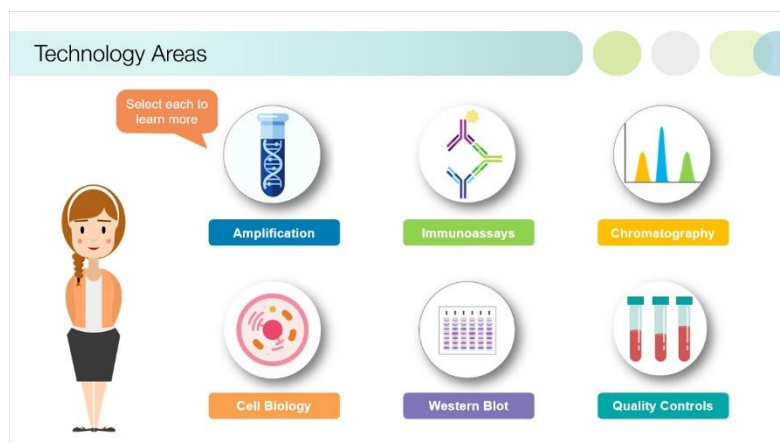 Technology Areas
Select each to
learn more
Amplification
Immunoassays
Chromatography
Cell Biology
Western Blot
Quality Controls